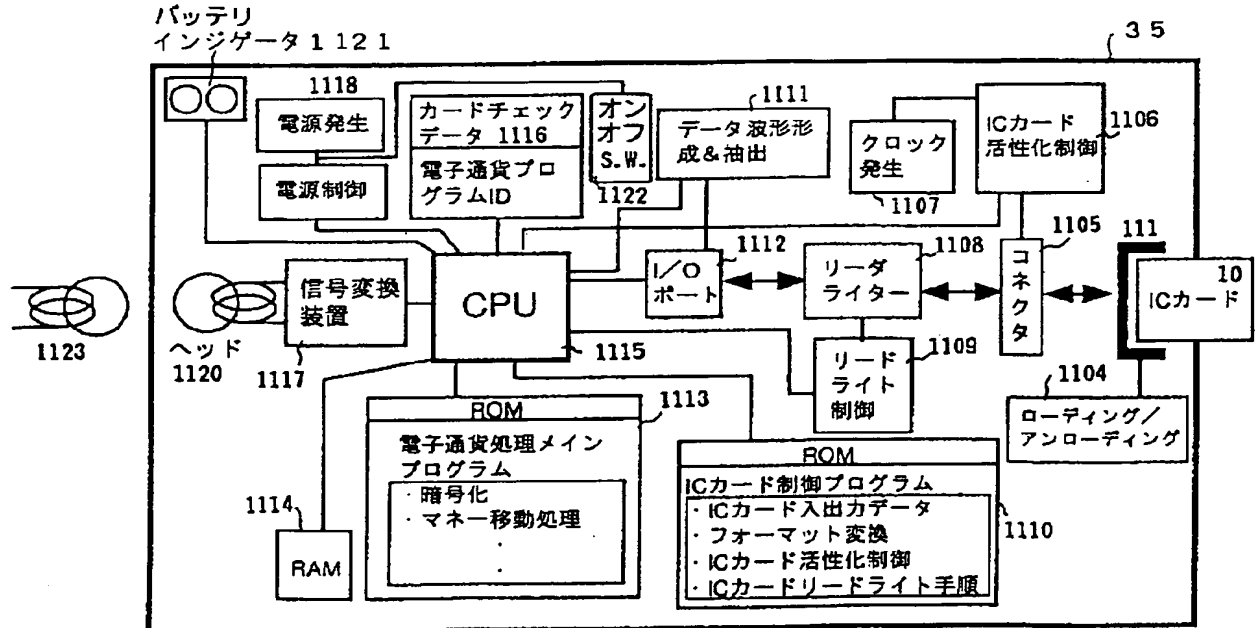 バッテリ
インジゲータ1121
35
1118
電源発生
電源制御
カードチェック
データ 1116
電子通貨プロ
グラムID
オン
オフ
S.W.
1122
1111
データ波形形
成&抽出
クロック
発生
1107
ICカード
活性化制御
1106
1123
ヘッド
1120
信号変換
装置
1117
CPU
1115
1112
I/O
ポート
1108
リーダ
ライター
1109
リード
ライト
制御
1105
コネクタ
111
10
ICカード
1104
ローディング/
アンローディング
1114
RAM
ROM
1113
電子通貨処理メイン
プログラム
・暗号化
・マネー移動処理
・
・
ROM
ICカード制御プログラム
・ICカード入出力データ
・フォーマット変換
・ICカード活性化制御
・ICカードリードライト手順
1110